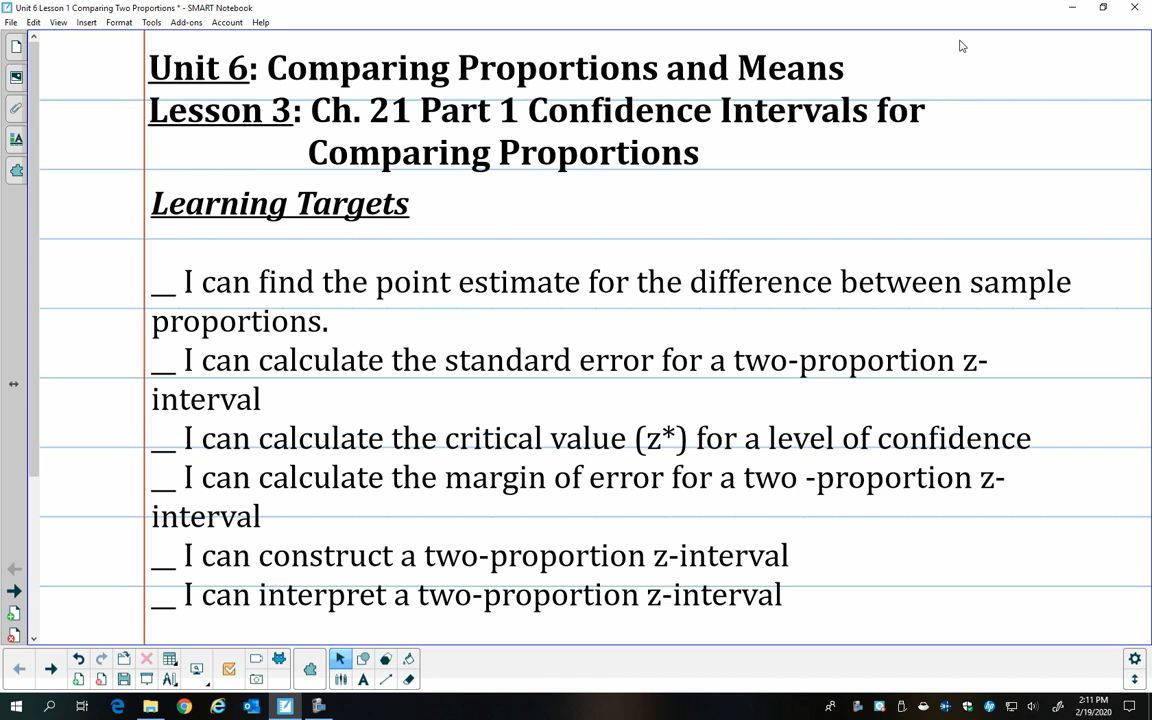 Unit 6 Lesson 1 Comparing Two Proportions * - SMART Notebook
File Edit View Insert Format Tools Add-ons Account Help
Unit 6: Comparing Proportions and Means
Lesson 3: Ch. 21 Part 1 Confidence Intervals for
Comparing Proportions
Learning Targets
__ I can find the point estimate for the difference between sample
proportions.
__ I can calculate the standard error for a two-proportion z-
interval
__ I can calculate the critical value (z*) for a level of confidence
__ I can calculate the margin of error for a two -proportion z-
interval
__ I can construct a two-proportion z-interval
__ I can interpret a two-proportion z-interval
2:11 PM
2/19/2020